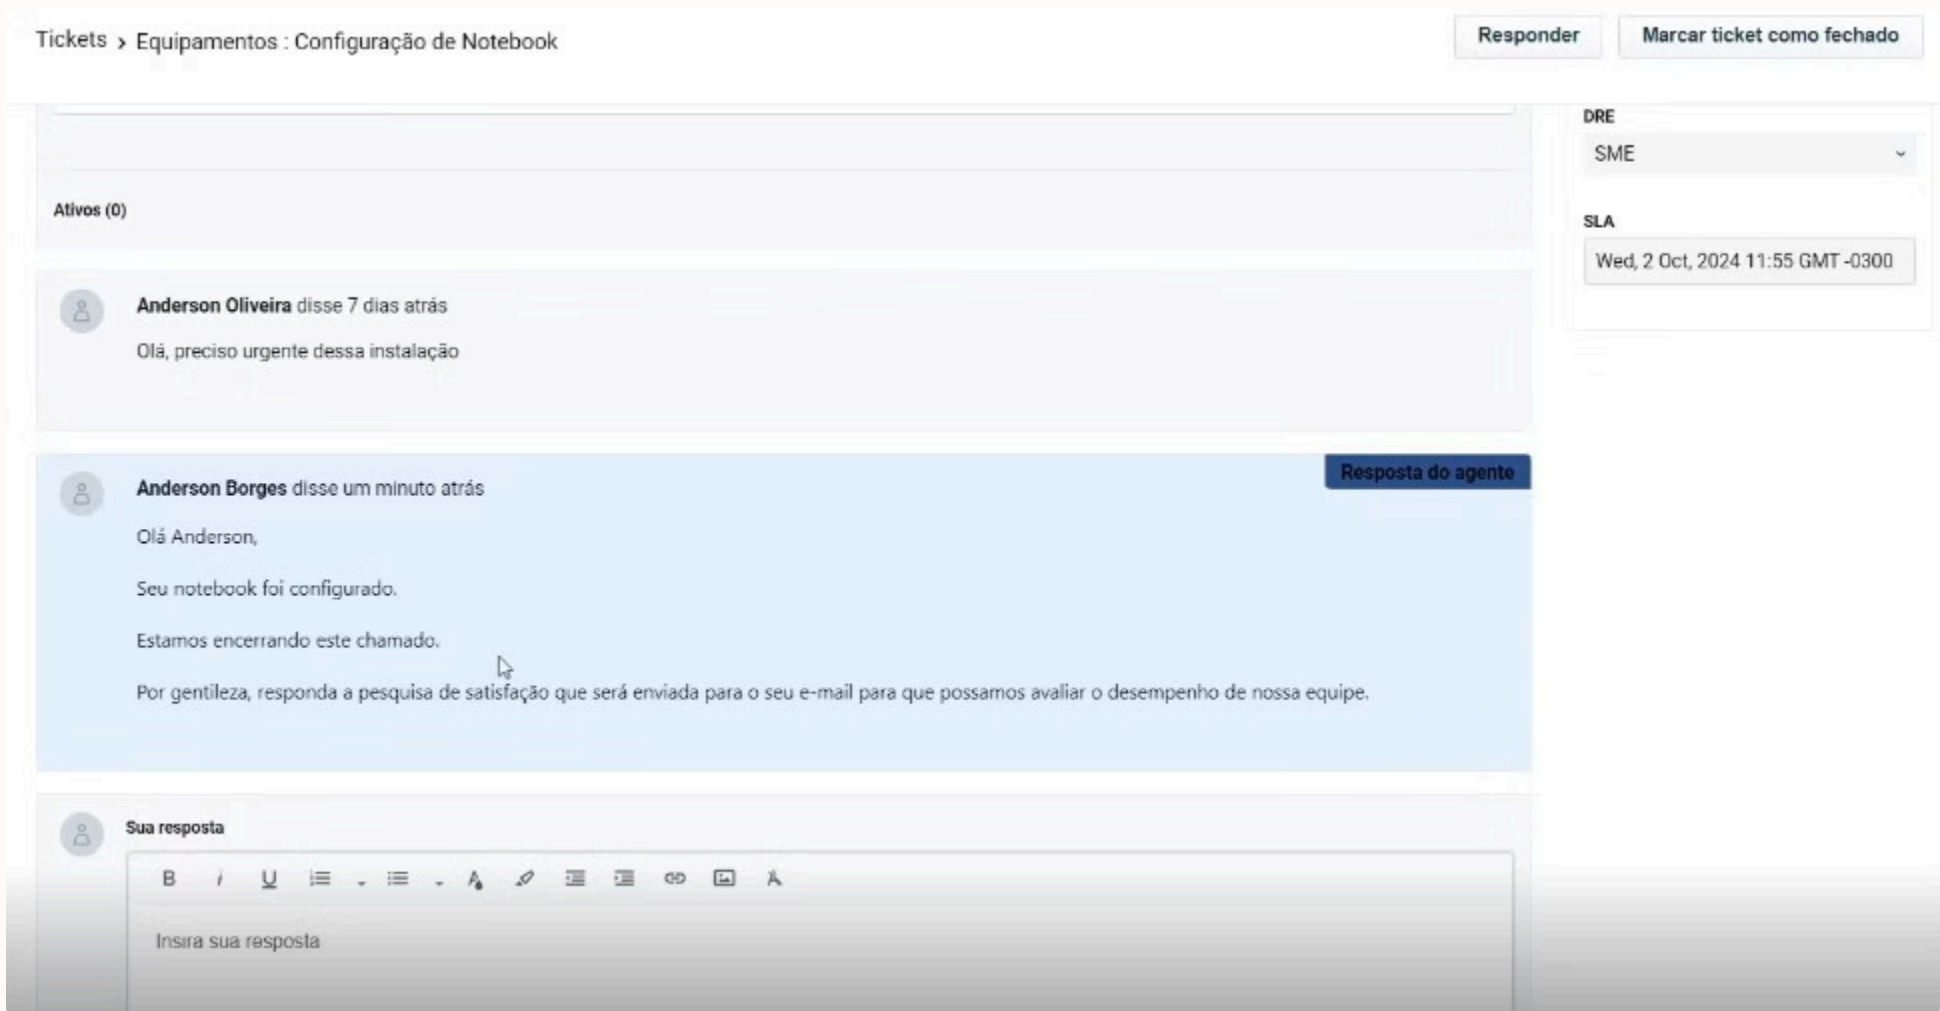 Tickets > Equipamentos : Configuração de Notebook
Responder
Marcar ticket como fechado
DRE
SME
SLA
Wed, 2 Oct, 2024 11:55 GMT -0300
Ativos (0)
Anderson Oliveira disse 7 dias atrás
Olá, preciso urgente dessa instalação
Resposta do agente
Anderson Borges disse um minuto atrás
Olá Anderson,
Seu notebook foi configurado.
Estamos encerrando este chamado.
Por gentileza, responda a pesquisa de satisfação que será enviada para o seu e-mail para que possamos avaliar o desempenho de nossa equipe.
Sua resposta
B I U
Insira sua resposta